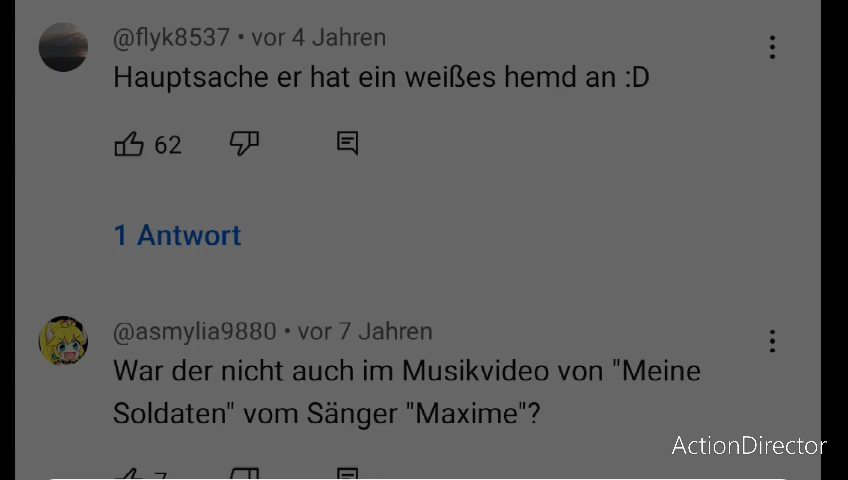 @flyk8537 • vor 4 Jahren
Hauptsache er hat ein weißes hemd an :D
62
1 Antwort
@asmylia9880 • vor 7 Jahren
War der nicht auch im Musikvideo von "Meine
Soldaten" vom Sänger "Maxime"?
ActionDirector